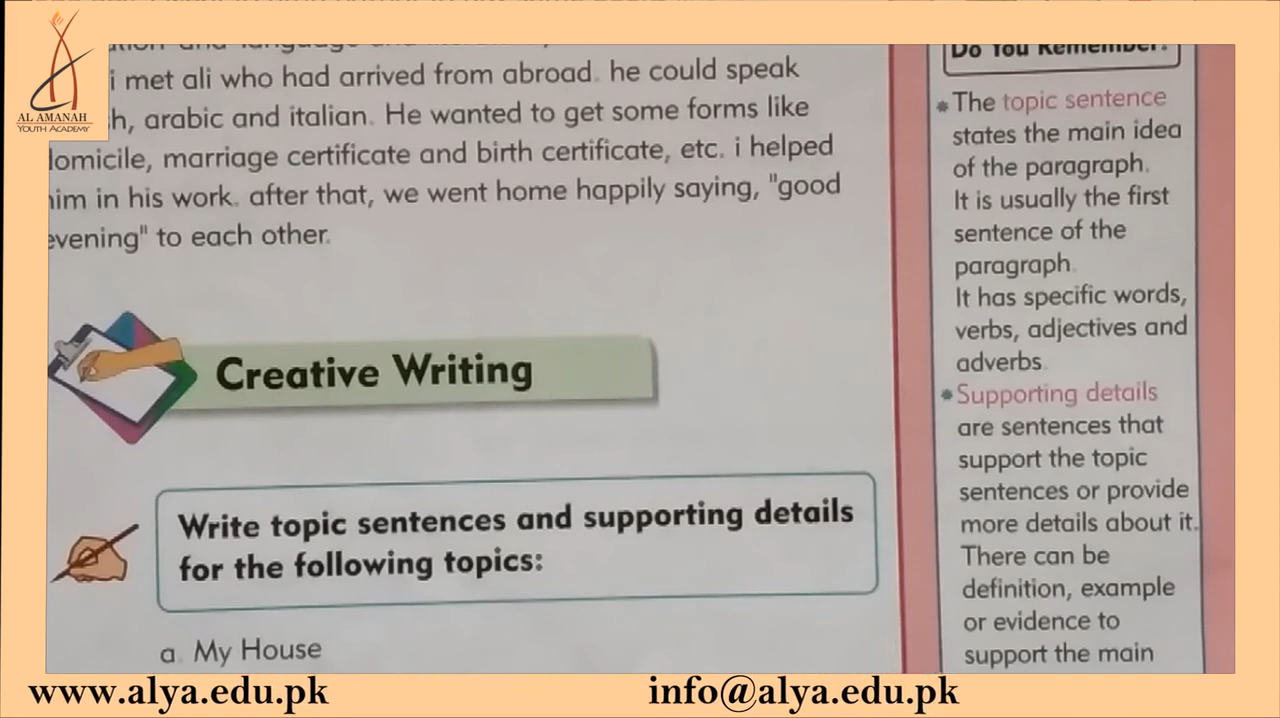 AL AMANAH
YOUTH ACADEMY
and language and
i met ali who had arrived from abroad. he could speak
arabic and italian. He wanted to get some forms like
marriage certificate and birth certificate, etc. i helped
him in his work. after that, we went home happily saying, "good
evening" to each other.
Creative Writing
Write topic sentences and supporting details
for the following topics:
a. My House
Do You Remember?
The topic sentence
states the main idea
of the paragraph.
It is usually the first
sentence of the
paragraph.
It has specific words,
verbs, adjectives and
adverbs.
Supporting details
are sentences that
support the topic
sentences or provide
more details about it.
There can be
definition, example
or evidence to
support the main
www.alya.edu.pk
info@alya.edu.pk